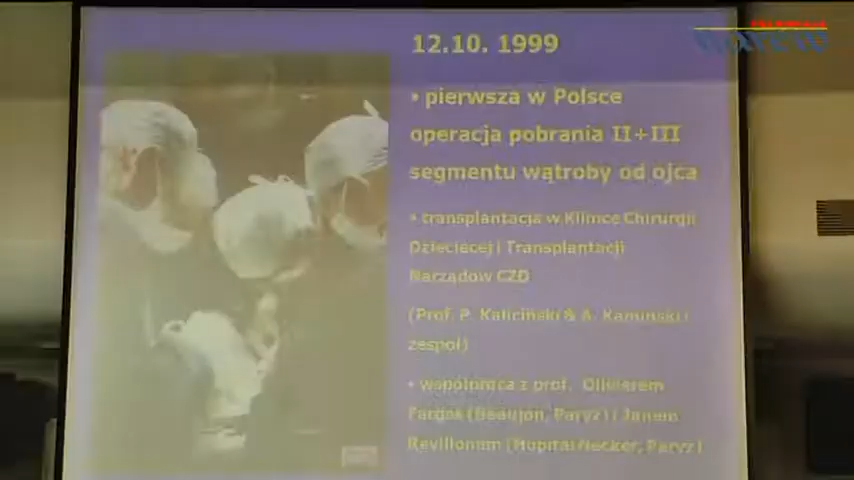 12.10. 1999
• pierwsza w Polsce
operacja pobrania II+III
segmentu wątroby od ojca
• transplantacja w Klinice Chirurgii
Dziecięcej i Transplantacji
Narządów CZD
(Prof. P. Kaliciński & A. Kamiński i
zespół)
• współpraca z prof. Olivierem
Farges (Beaujon, Paryż) i Janem
Revillonem (Hopital Necker, Paryż)